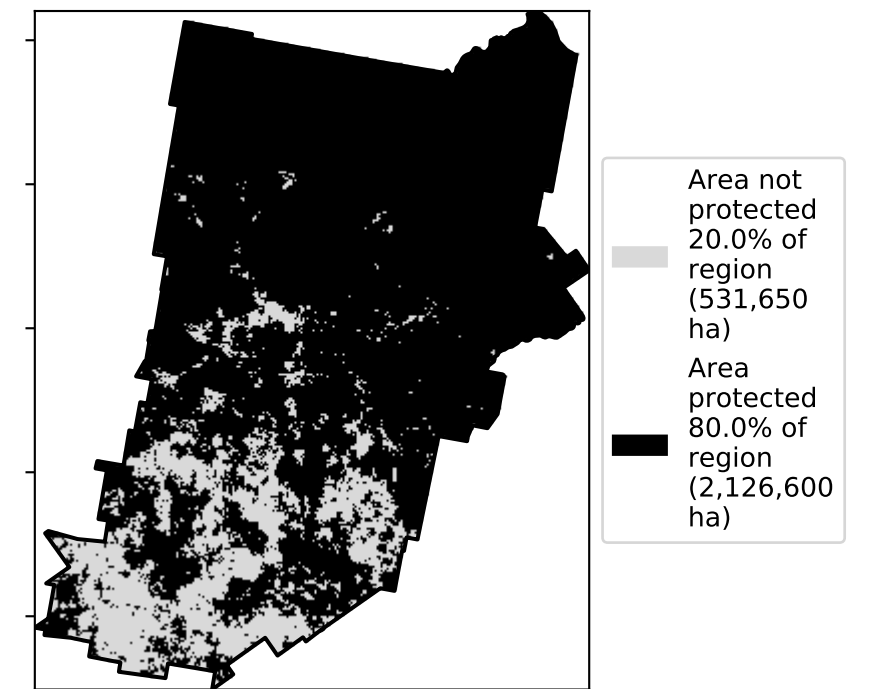 Area not
protected
20.0% of
region
(531,650
ha)
Area
protected
80.0% of
region
(2,126,600
ha)